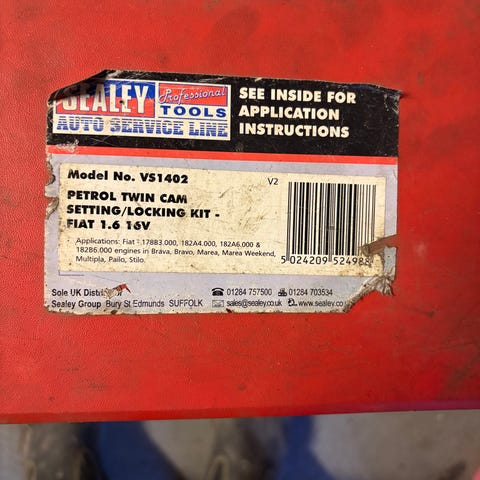 SEALEY Professional TOOLS
AUTO SERVICE LINE
SEE INSIDE FOR
APPLICATION
INSTRUCTIONS
Model No. VS1402
V2
PETROL TWIN CAM
SETTING/LOCKING KIT -
FIAT 1.6 16V
Applications: Fiat - 178B3.000, 182A4.000, 182A6.000 &
182B6.000 engines in Brava, Bravo, Marea, Marea Weekend,
Multipla, Pailo, Stilo.
5 024209 524988
Sole UK
Sealey Group Bury St Edmunds SUFFOLK
01284 757500 01284 703534
sales@sealey.co.uk www.sealey.co